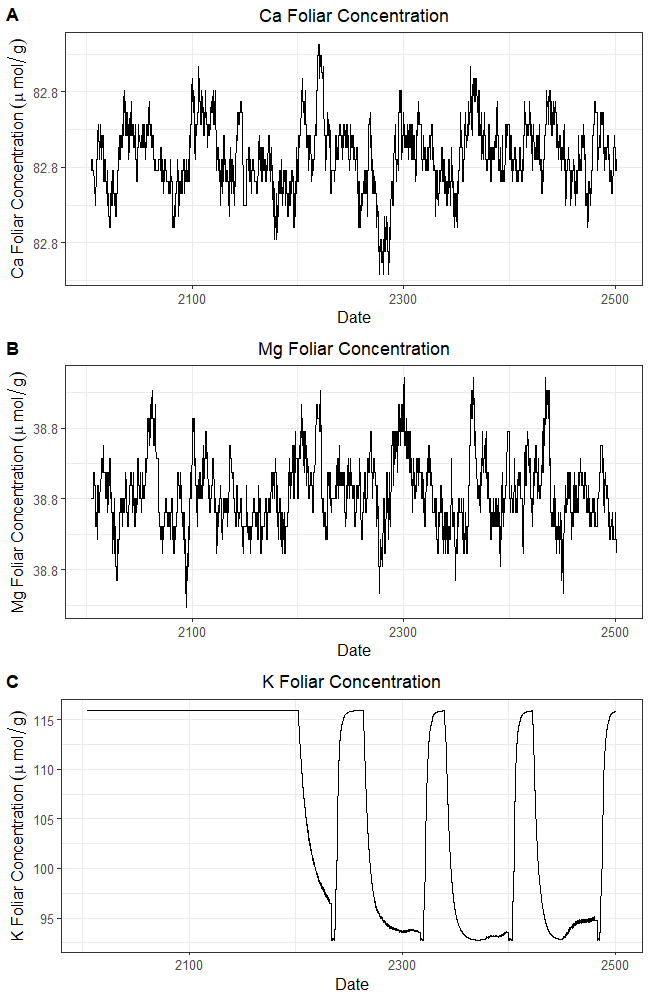 A
Ca Foliar Concentration
Ca Foliar Concentration (μ mol/ g)
82.8
82.8
82.8
2100
2300
2500
Date
B
Mg Foliar Concentration
Mg Foliar Concentration (μ mol/ g)
38.8
38.8
38.8
2100
2300
2500
Date
C
K Foliar Concentration
K Foliar Concentration (μ mol/ g)
115
110
105
100
95
2100
2300
2500
Date